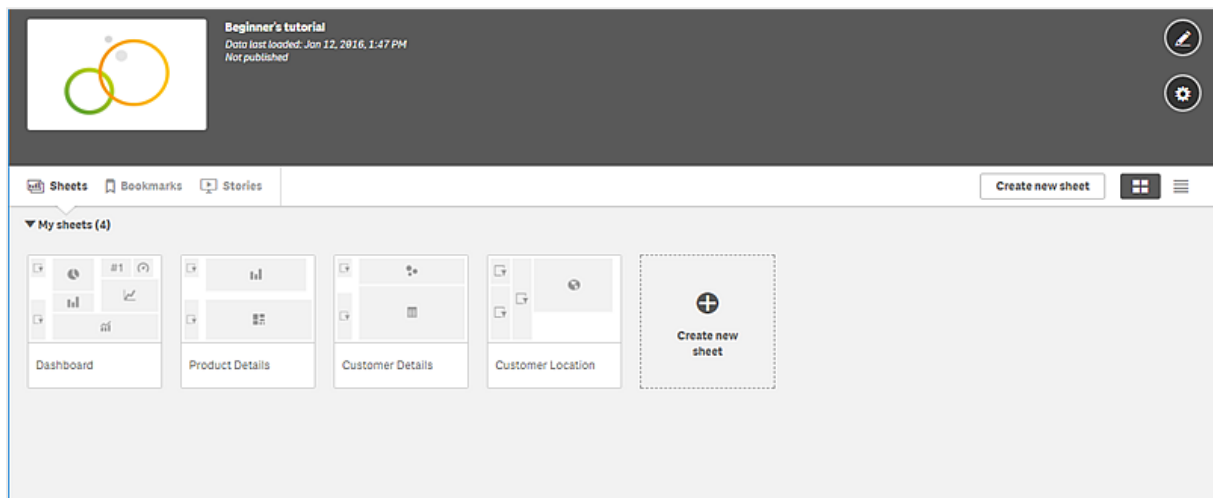 Beginner's tutorial
Data last loaded: Jan 12, 2016, 1:47 PM
Not published
Sheets Bookmarks Stories Create new sheet
My sheets (4)
#1
Dashboard Product Details Customer Details Customer Location Create new
sheet